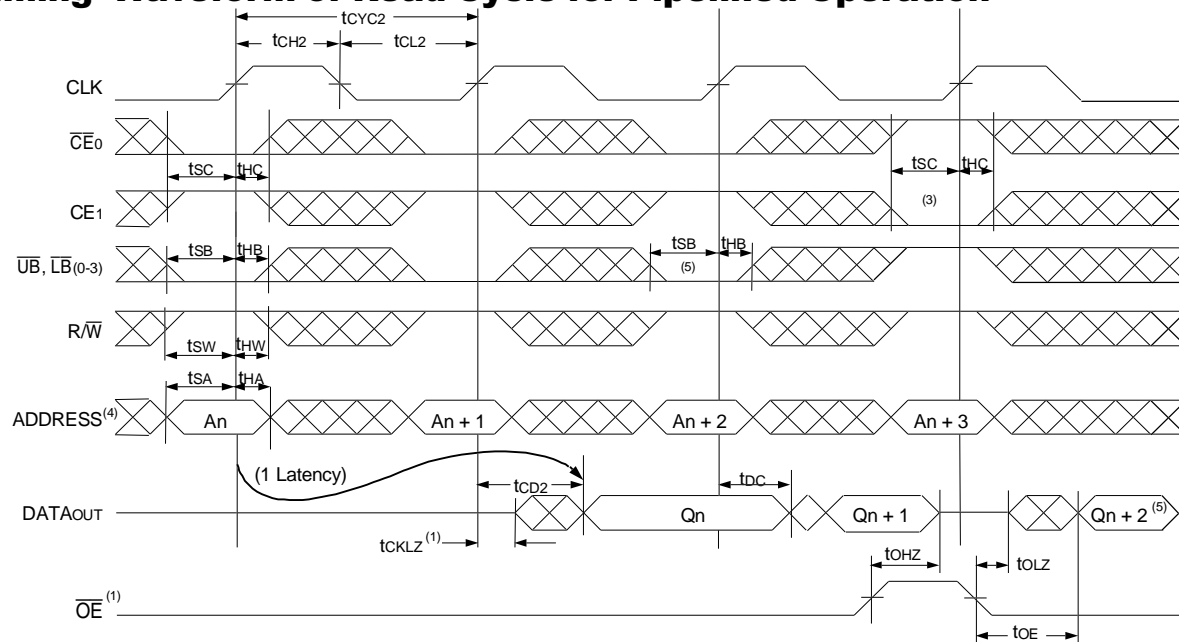 Timing Waveform of Read Cycle for Pipelined Operation
tCYC2
tCH2 tCL2
CLK
CE0
tSC tHC tSC tHC
CE1 (3)
UB, LB(0-3) tSB tHB tSB tHB
(5)
R/W
tSW tHW
tSA tHA
ADDRESS(4) An An + 1 An + 2 An + 3
(1 Latency) tCD2 tDC
DATAOUT Qn Qn + 1 Qn + 2 (5)
tCKLZ (1) tOHZ tOLZ
OE (1)
tOE